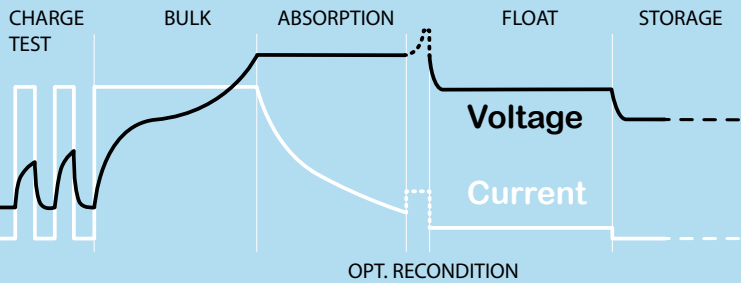 CHARGE TEST
BULK
ABSORPTION
FLOAT
STORAGE
Voltage
Current
OPT. RECONDITION